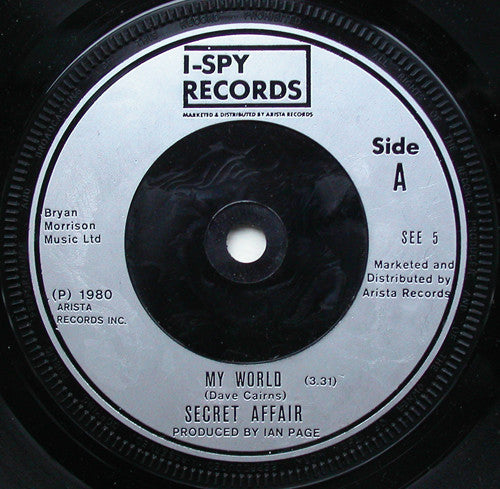 I-SPY
RECORDS
MARKETED & DISTRIBUTED BY ARISTA RECORDS
Side
A
Bryan
Morrison
Music Ltd
SEE 5
Marketed and
Distributed by
Arista Records
(P) 1980
ARISTA
RECORDS INC.
MY WORLD (3.31)
(Dave Cairns)
SECRET AFFAIR
PRODUCED BY IAN PAGE